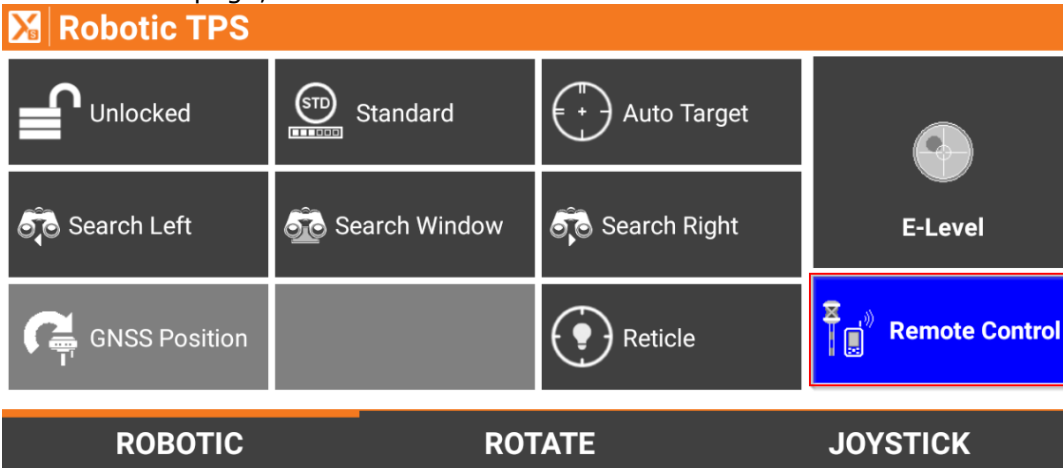 Robotic TPS
Unlocked
STD
Standard
Auto Target
Search Left
Search Window
Search Right
E-Level
GNSS Position
Reticle
Remote Control
ROBOTIC
ROTATE
JOYSTICK